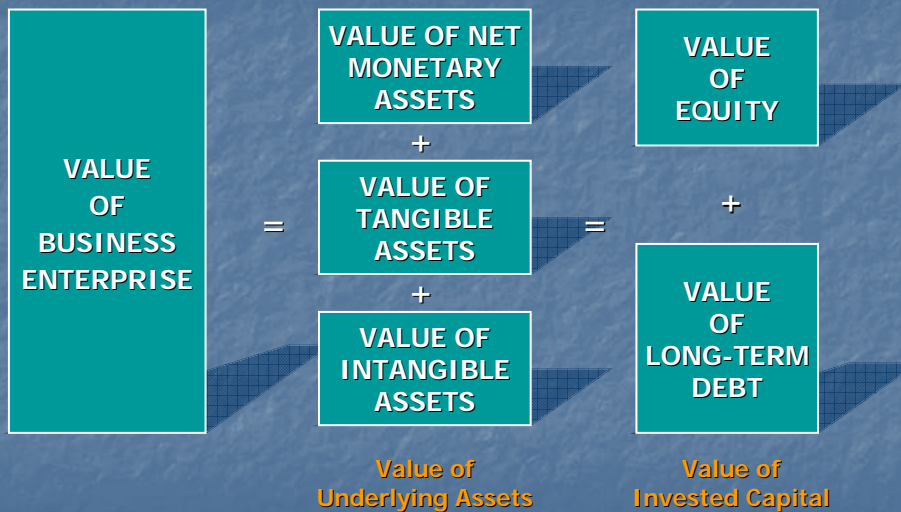 VALUE
OF
BUSINESS
ENTERPRISE
=
VALUE OF NET
MONETARY
ASSETS
+
VALUE OF
TANGIBLE
ASSETS
+
VALUE OF
INTANGIBLE
ASSETS
Value of
Underlying Assets
=
VALUE
OF
EQUITY
+
VALUE
OF
LONG-TERM
DEBT
Value of
Invested Capital